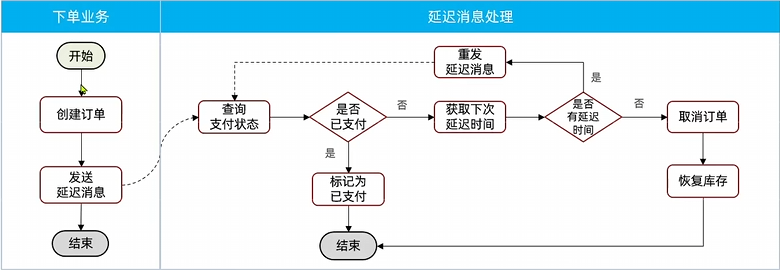 下单业务
延迟消息处理
开始
创建订单
发送
延迟消息
结束
重发
延迟消息
查询
支付状态
是否
已支付
否
获取下次
延迟时间
是否
有延迟
时间
是
否
取消订单
是
标记为
已支付
恢复库存
结束